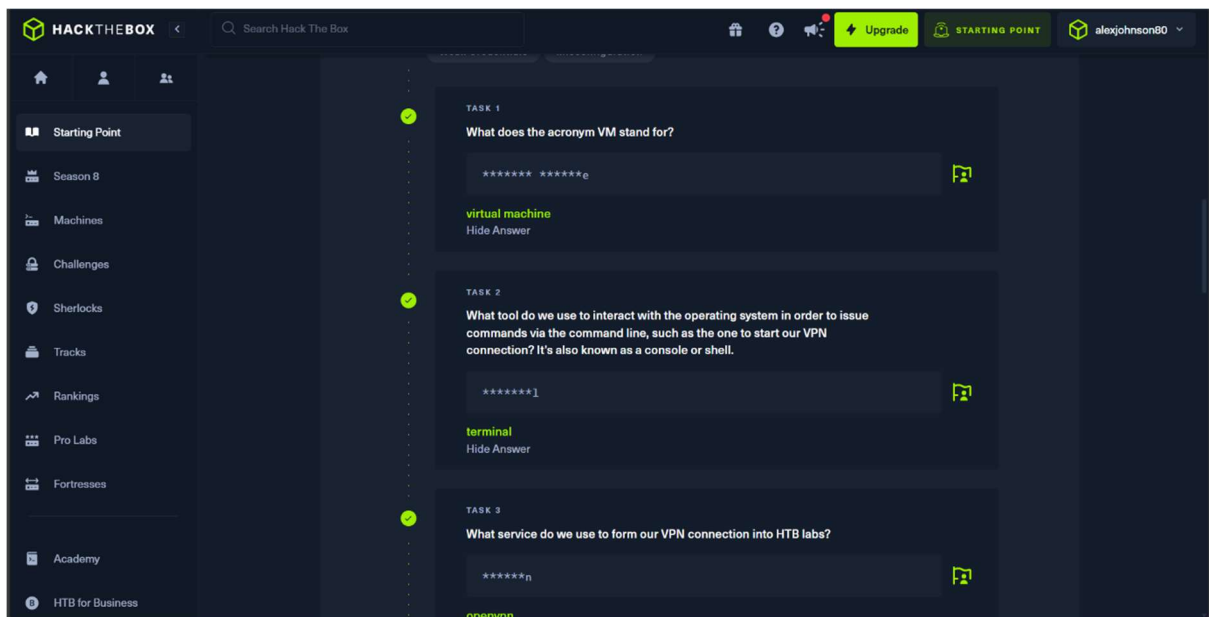 HACKTHEBOX
Search Hack The Box
Upgrade
STARTING POINT
alexjohnson80
Starting Point
Season 8
Machines
Challenges
Sherlocks
Tracks
Rankings
Pro Labs
Fortresses
Academy
HTB for Business
TASK 1
What does the acronym VM stand for?
******* ******e
virtual machine
Hide Answer
TASK 2
What tool do we use to interact with the operating system in order to issue
commands via the command line, such as the one to start our VPN
connection? It's also known as a console or shell.
*******l
terminal
Hide Answer
TASK 3
What service do we use to form our VPN connection into HTB labs?
******n
openvpn